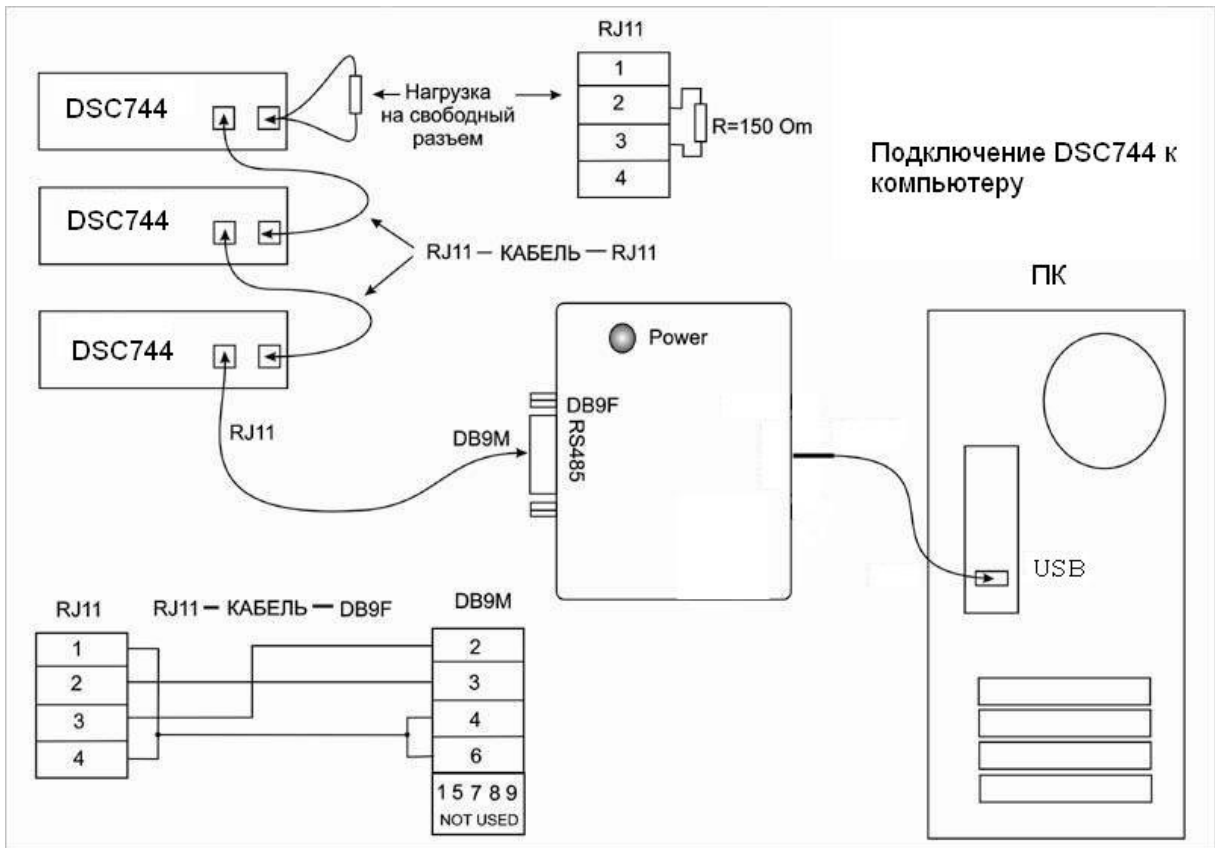 RJ11
1
2
3
4
R=150 Om
DSC744
Нагрузка
на свободный
разъем
Подключение DSC744 к
компьютеру
DSC744
RJ11 – КАБЕЛЬ – RJ11
ПК
DSC744
Power
DB9F
RS485
RJ11
DB9M
USB
RJ11
RJ11 – КАБЕЛЬ – DB9F
DB9M
1
2
3
4
2
3
4
6
1 5 7 8 9
NOT USED